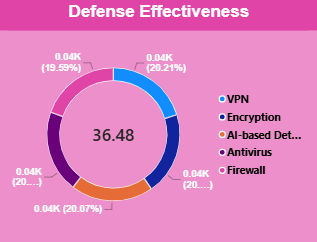 Defense Effectiveness
0.04K
(19.59%)
0.04K
(20.21%)
VPN
Encryption
AI-based Det...
Antivirus
Firewall
36.48
0.04K
(20....)
0.04K
(20....)
0.04K (20.07%)